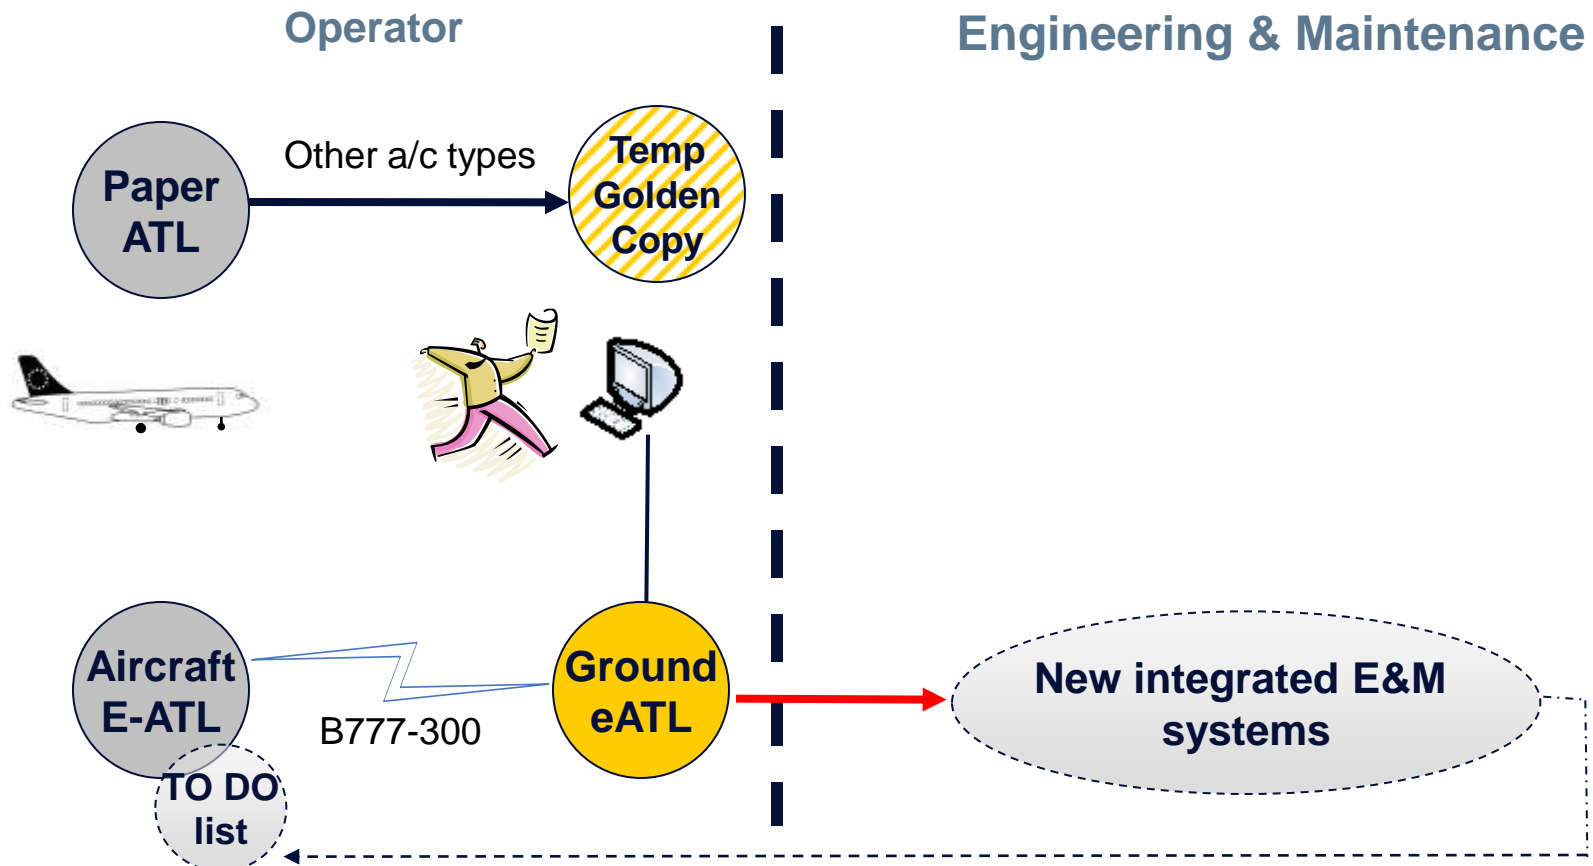 Operator
Engineering & Maintenance
Other a/c types
Paper
ATL
Temp
Golden
Copy
Aircraft
E-ATL
B777-300
Ground
eATL
New integrated E&M
systems
TO DO
list